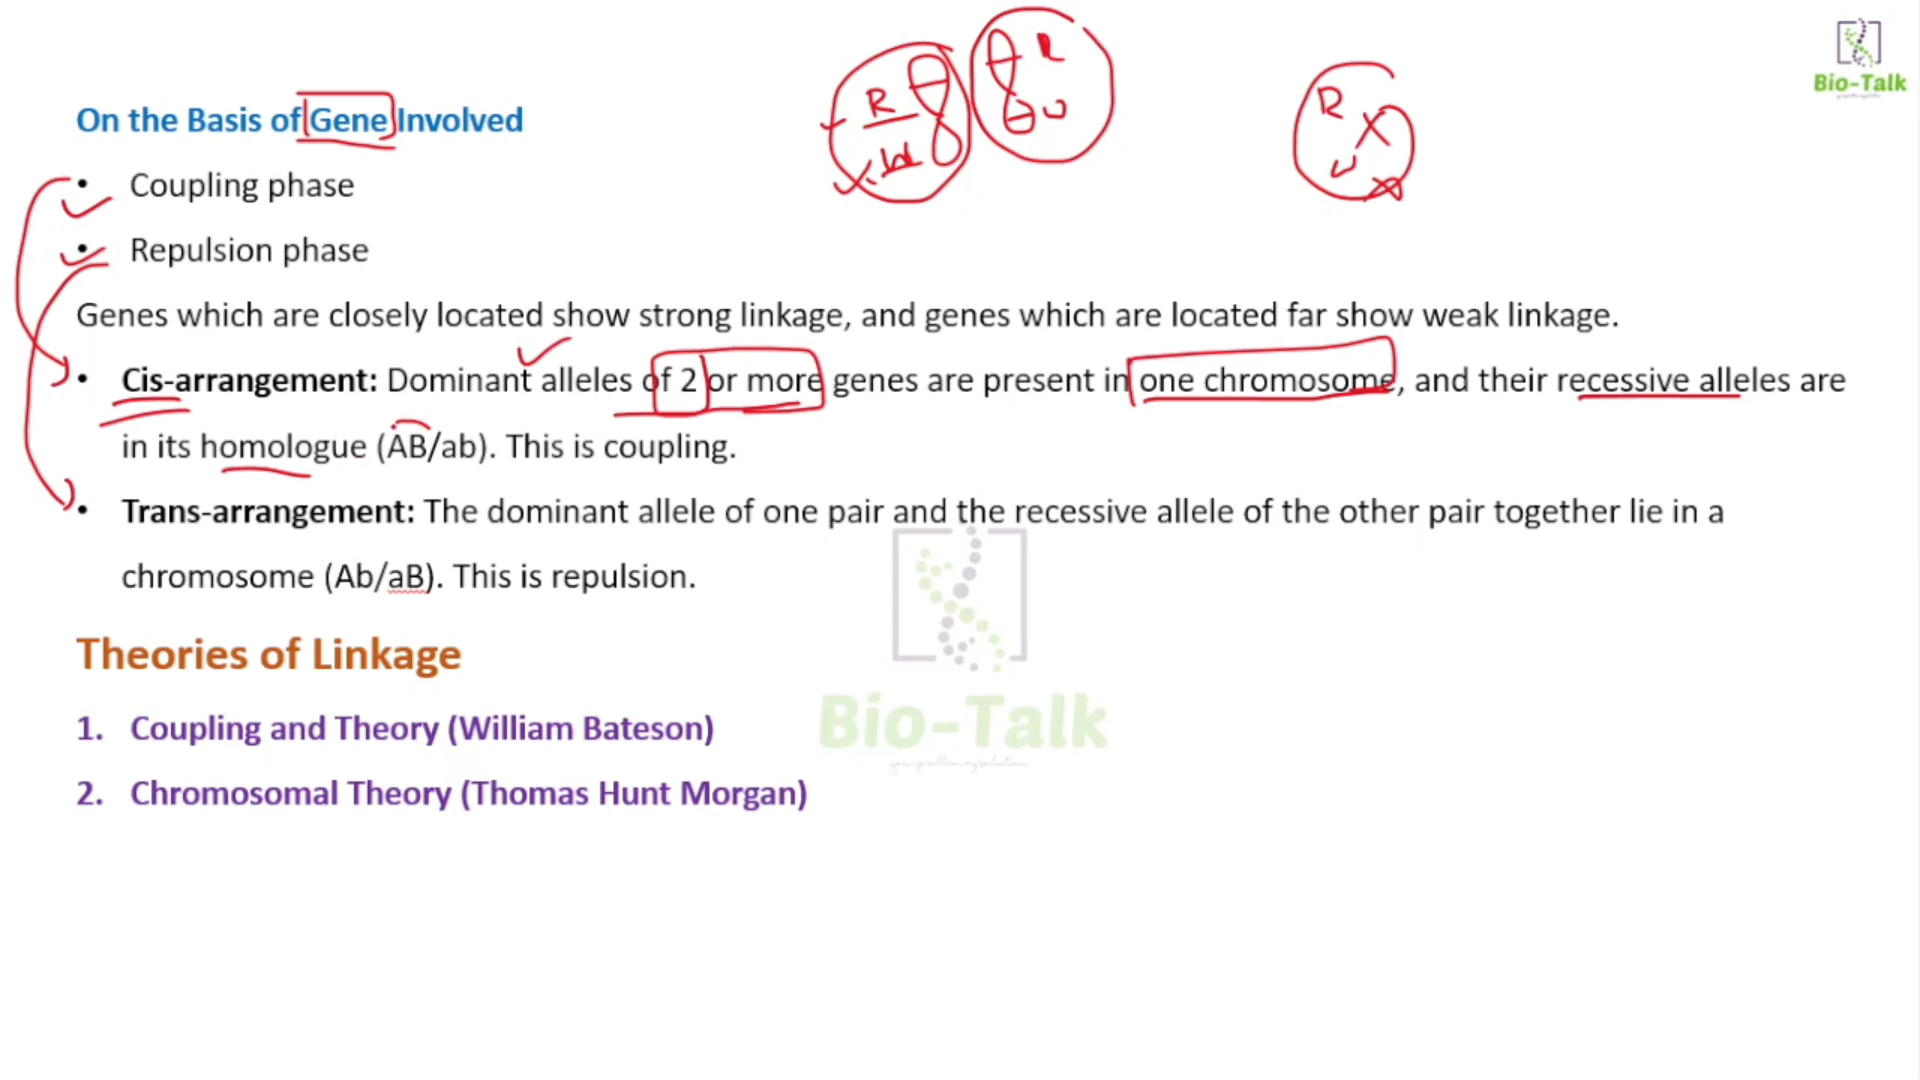 Bio-Talk
On the Basis of Gene Involved
• Coupling phase
• Repulsion phase
Genes which are closely located show strong linkage, and genes which are located far show weak linkage.
• Cis-arrangement: Dominant alleles of 2 or more genes are present in one chromosome, and their recessive alleles are
in its homologue (AB/ab). This is coupling.
• Trans-arrangement: The dominant allele of one pair and the recessive allele of the other pair together lie in a
chromosome (Ab/aB). This is repulsion.
Theories of Linkage
1. Coupling and Theory (William Bateson)
2. Chromosomal Theory (Thomas Hunt Morgan)
Bio-Talk
R
R